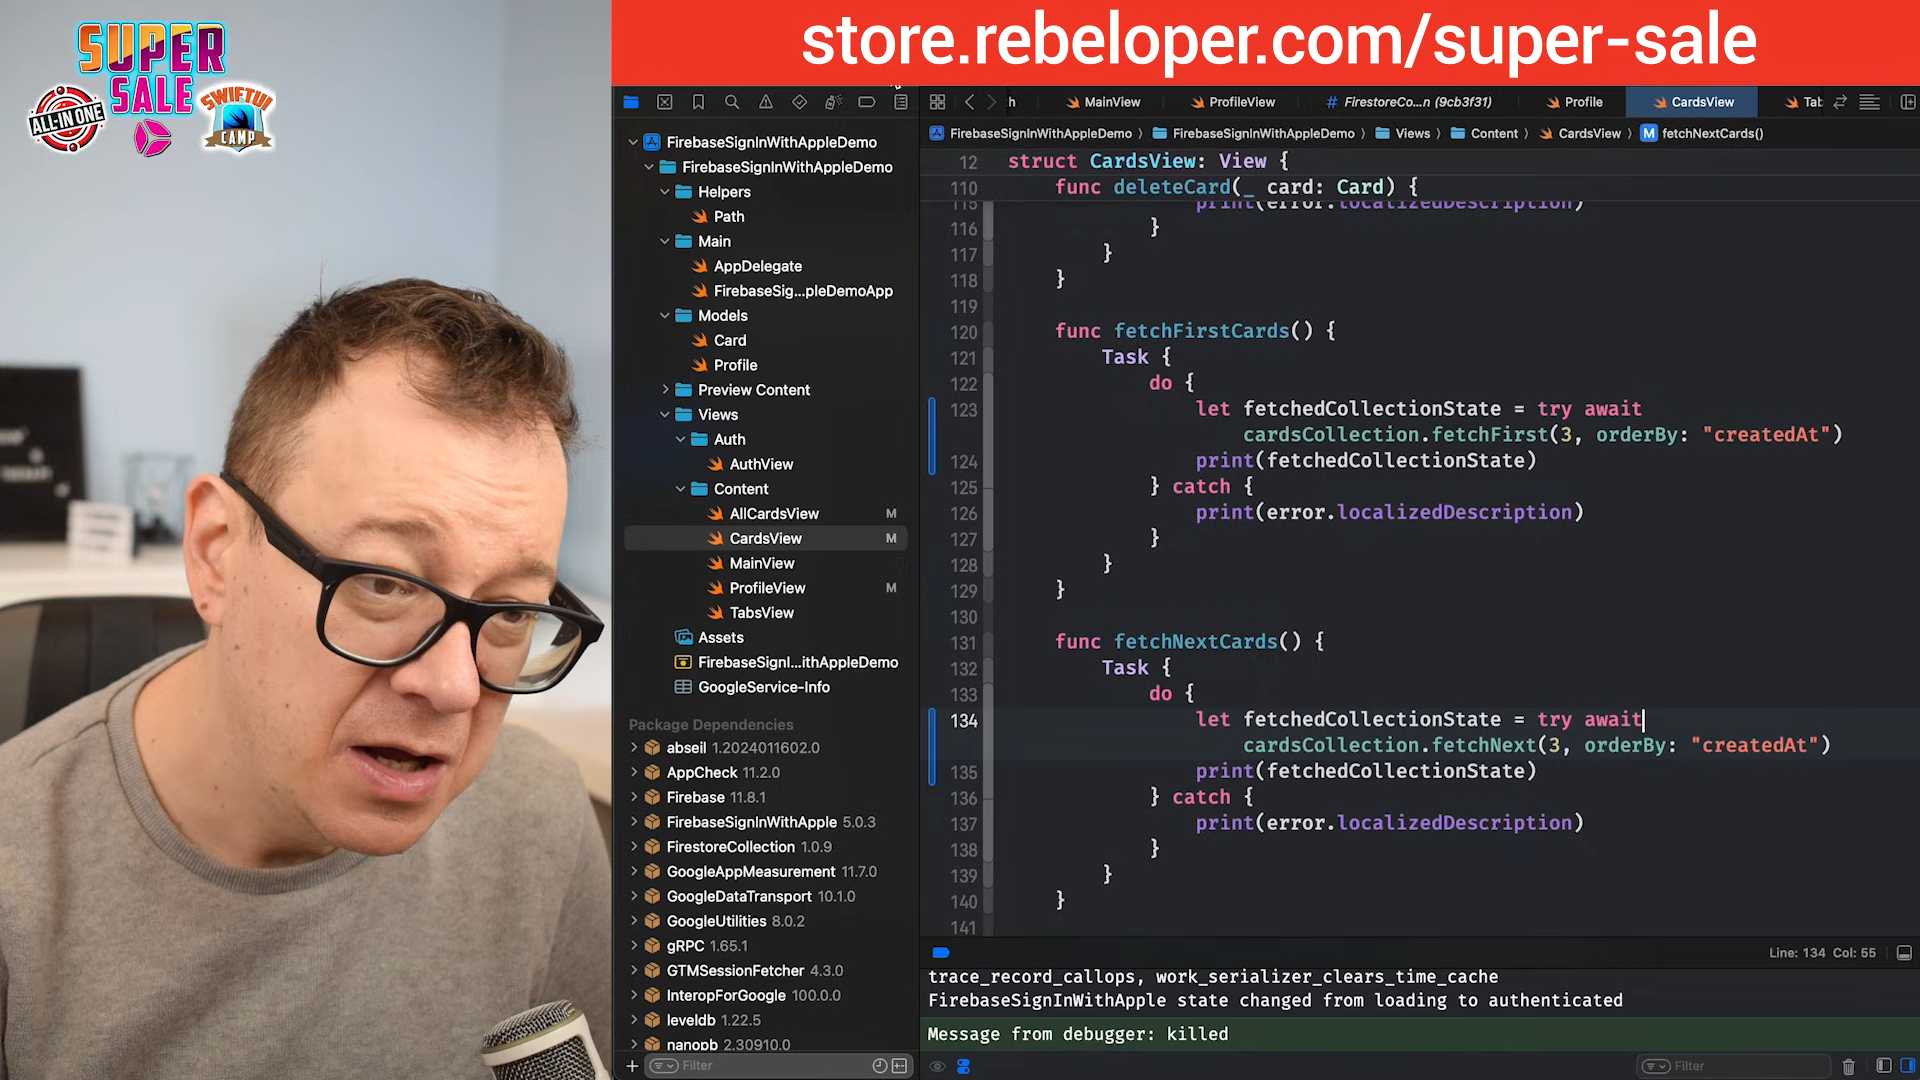 SUPER
SALE
ALL-IN-ONE
SWIFTUI
CAMP
store.rebeloper.com/super-sale
h
MainView
ProfileView
# FirestoreCo...n (9cb3f31)
Profile
CardsView
Tab
FirebaseSignInWithAppleDemo
FirebaseSignInWithAppleDemo
Helpers
Path
Main
AppDelegate
FirebaseSig...pleDemoApp
Models
Card
Profile
Preview Content
Views
Auth
AuthView
Content
AllCardsView M
CardsView M
MainView
ProfileView M
TabsView
Assets
FirebaseSignI...ithAppleDemo
GoogleService-Info
Package Dependencies
abseil 1.2024011602.0
AppCheck 11.2.0
Firebase 11.8.1
FirebaseSignInWithApple 5.0.3
FirestoreCollection 1.0.9
GoogleAppMeasurement 11.7.0
GoogleDataTransport 10.1.0
GoogleUtilities 8.0.2
gRPC 1.65.1
GTMSessionFetcher 4.3.0
InteropForGoogle 100.0.0
leveldb 1.22.5
nanopb 2.30910.0
Filter
FirebaseSignInWithAppleDemo 〉 FirebaseSignInWithAppleDemo 〉 Views 〉 Content 〉 CardsView 〉 M fetchNextCards()
12 struct CardsView: View {
110 func deleteCard(_ card: Card) {
115 print(error.localizedDescription)
116 }
117 }
118 }
119
120 func fetchFirstCards() {
121 Task {
122 do {
123 let fetchedCollectionState = try await
cardsCollection.fetchFirst(3, orderBy: "createdAt")
124 print(fetchedCollectionState)
125 } catch {
126 print(error.localizedDescription)
127 }
128 }
129 }
130
131 func fetchNextCards() {
132 Task {
133 do {
134 let fetchedCollectionState = try await
cardsCollection.fetchNext(3, orderBy: "createdAt")
135 print(fetchedCollectionState)
136 } catch {
137 print(error.localizedDescription)
138 }
139 }
140 }
141
Line: 134 Col: 55
trace_record_callops, work_serializer_clears_time_cache
FirebaseSignInWithApple state changed from loading to authenticated
Message from debugger: killed
Filter